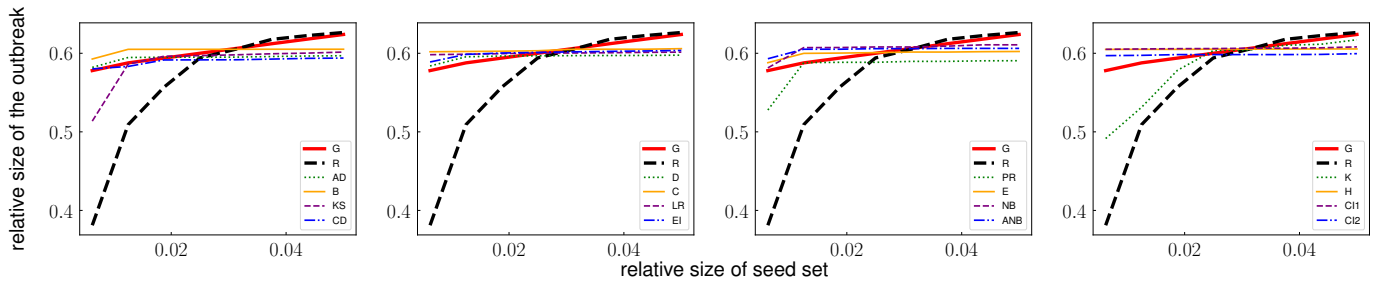 relative size of the outbreak
0.6
0.5
0.4
0.02
0.04
G
R
AD
B
KS
CD
0.6
0.5
0.4
0.02
0.04
G
R
D
C
LR
EI
0.6
0.5
0.4
0.02
0.04
G
R
PR
E
NB
ANB
0.6
0.5
0.4
0.02
0.04
G
R
K
H
CI1
CI2
relative size of seed set